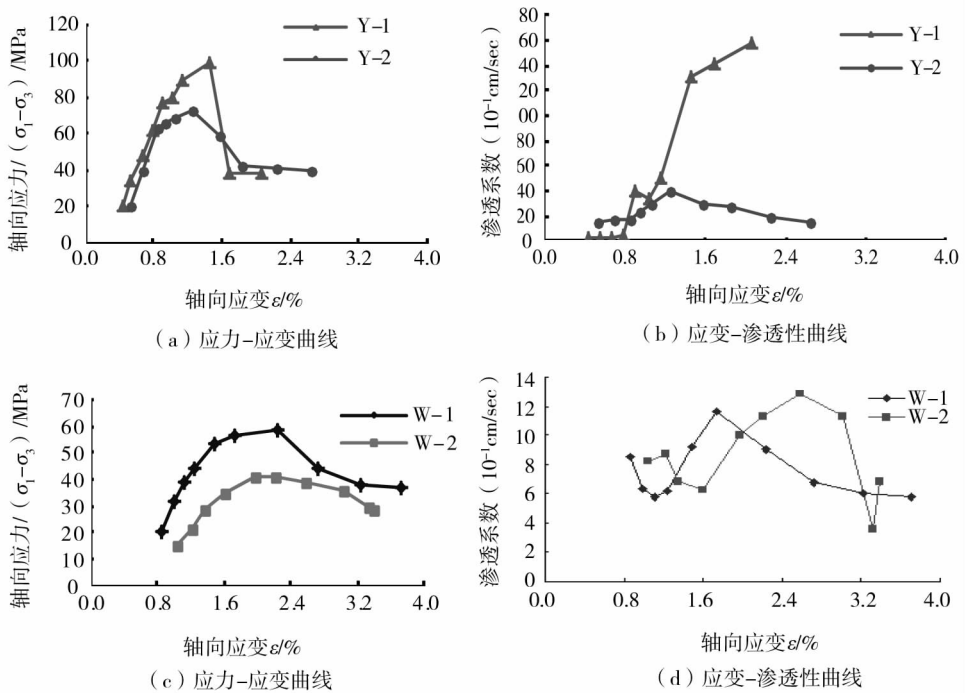 120
100
80
60
40
20
0
轴向应力/(σ1-σ3)/MPa
Y-1
Y-2
0.0 0.8 1.6 2.4 3.2 4.0
轴向应变ε/%
(a)应力-应变曲线
80
60
40
20
00
80
60
40
20
0
渗透系数(10⁻¹cm/sec)
Y-1
Y-2
0.0 0.8 1.6 2.4 3.2 4.0
轴向应变ε/%
(b)应变-渗透性曲线
70
60
50
40
30
20
10
0
轴向应力/(σ1-σ3)/MPa
W-1
W-2
0.0 0.8 1.6 2.4 3.2 4.0
轴向应变ε/%
(c)应力-应变曲线
14
12
10
8
6
4
2
0
渗透系数(10⁻¹cm/sec)
W-1
W-2
0.0 0.8 1.6 2.4 3.2 4.0
轴向应变ε/%
(d)应变-渗透性曲线